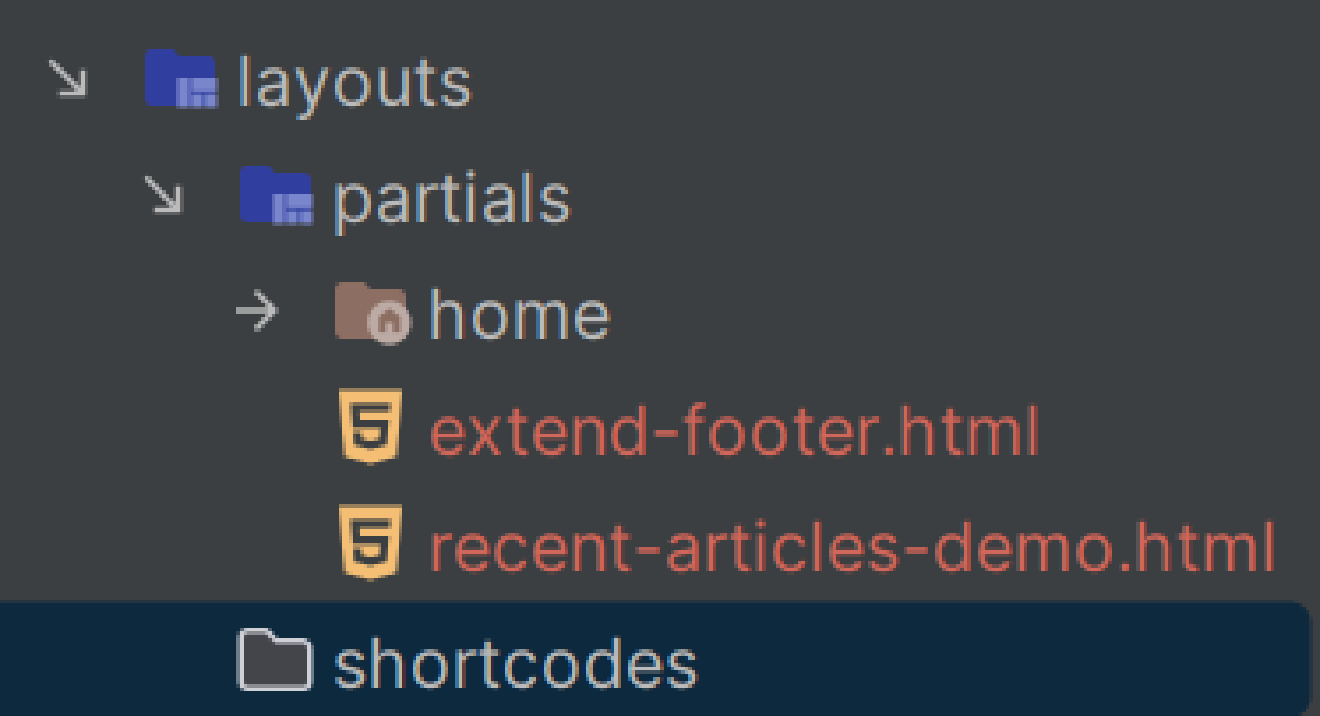 layouts
partials
home
extend-footer.html
recent-articles-demo.html
shortcodes